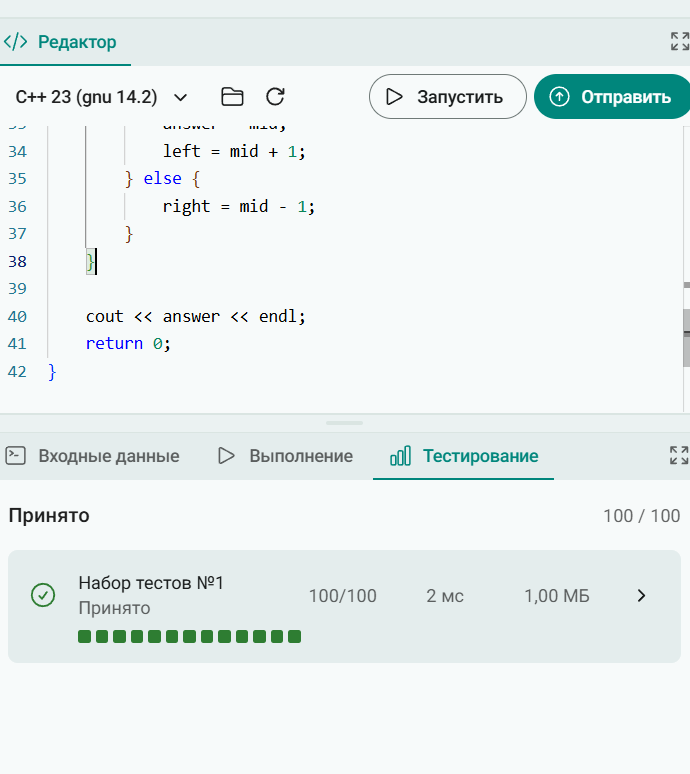 </> Редактор
C++ 23 (gnu 14.2)
Запустить
Отправить
33 answer = mid;
34 left = mid + 1;
35 } else {
36 right = mid - 1;
37 }
38 }
39
40 cout << answer << endl;
41 return 0;
42 }
Входные данные
Выполнение
Тестирование
Принято
100 / 100
Набор тестов №1
Принято
100/100
2 мс
1,00 МБ